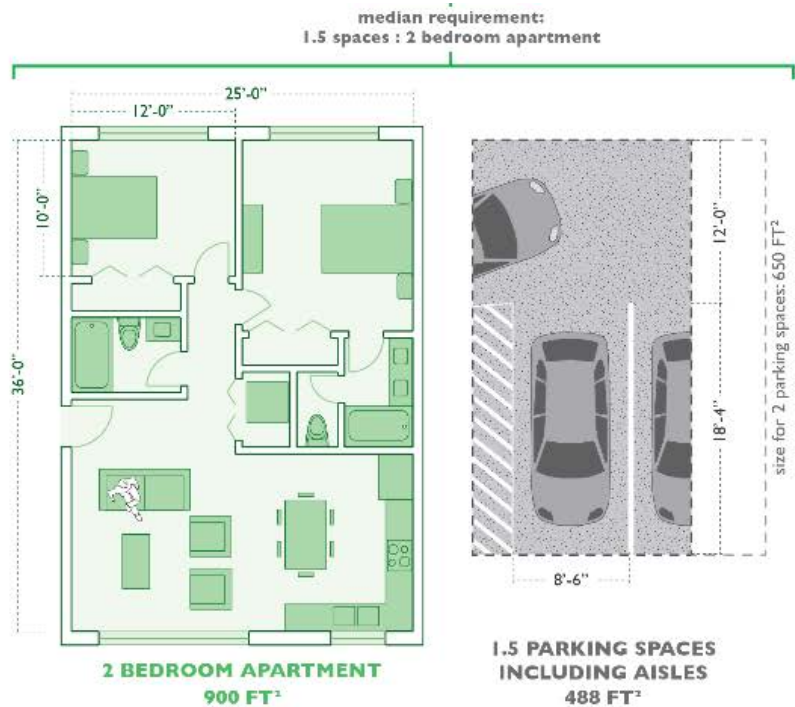 median requirement:
1.5 spaces : 2 bedroom apartment
25'-0"
12'-0"
10'-0"
36'-0"
12'-0"
18'-4"
size for 2 parking spaces: 650 FT²
8'-6"
2 BEDROOM APARTMENT
900 FT²
1.5 PARKING SPACES
INCLUDING AISLES
488 FT²